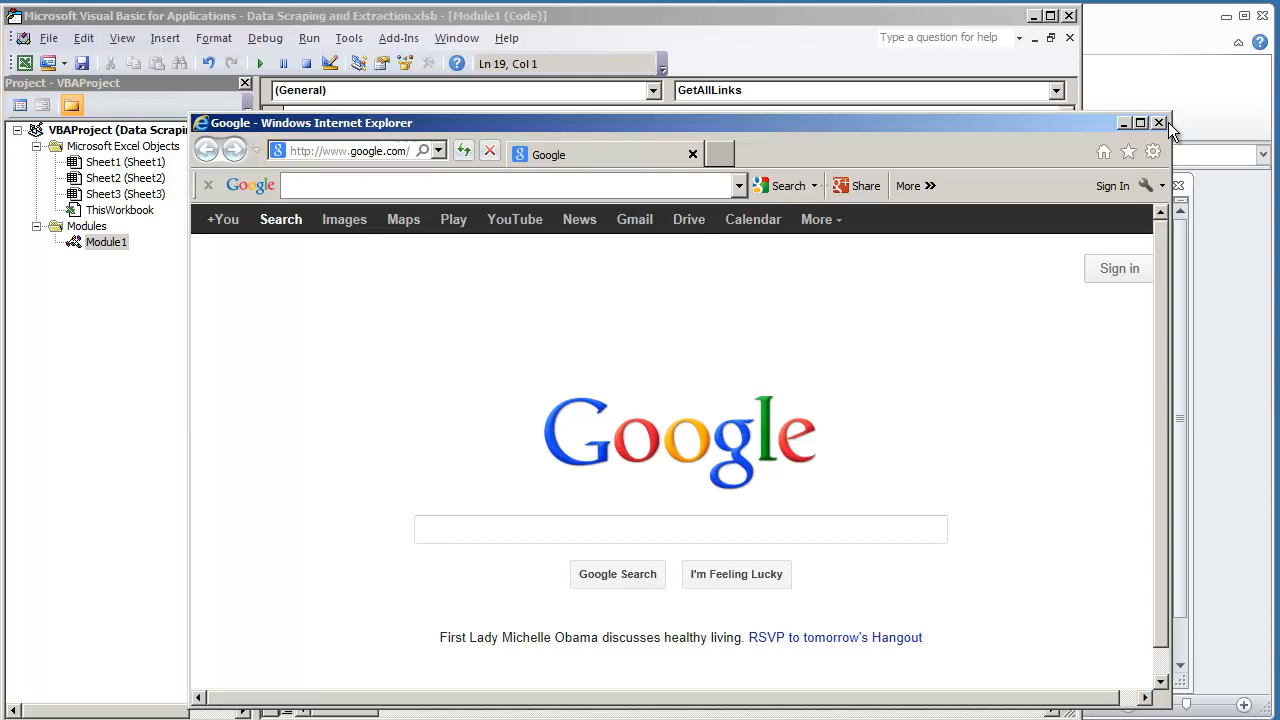 Microsoft Visual Basic for Applications - Data Scraping and Extraction.xlsb - [Module1 (Code)]
File Edit View Insert Format Debug Run Tools Add-Ins Window Help
Type a question for help
Ln 19, Col 1
Project - VBAProject
(General)
GetAllLinks
VBAProject (Data Scrapi
Microsoft Excel Objects
Sheet1 (Sheet1)
Sheet2 (Sheet2)
Sheet3 (Sheet3)
ThisWorkbook
Modules
Module1
Google - Windows Internet Explorer
http://www.google.com/
Google
Google
Search
Share
More »
Sign In
+You Search Images Maps Play YouTube News Gmail Drive Calendar More
Sign in
Google
Google Search
I'm Feeling Lucky
First Lady Michelle Obama discusses healthy living. RSVP to tomorrow's Hangout